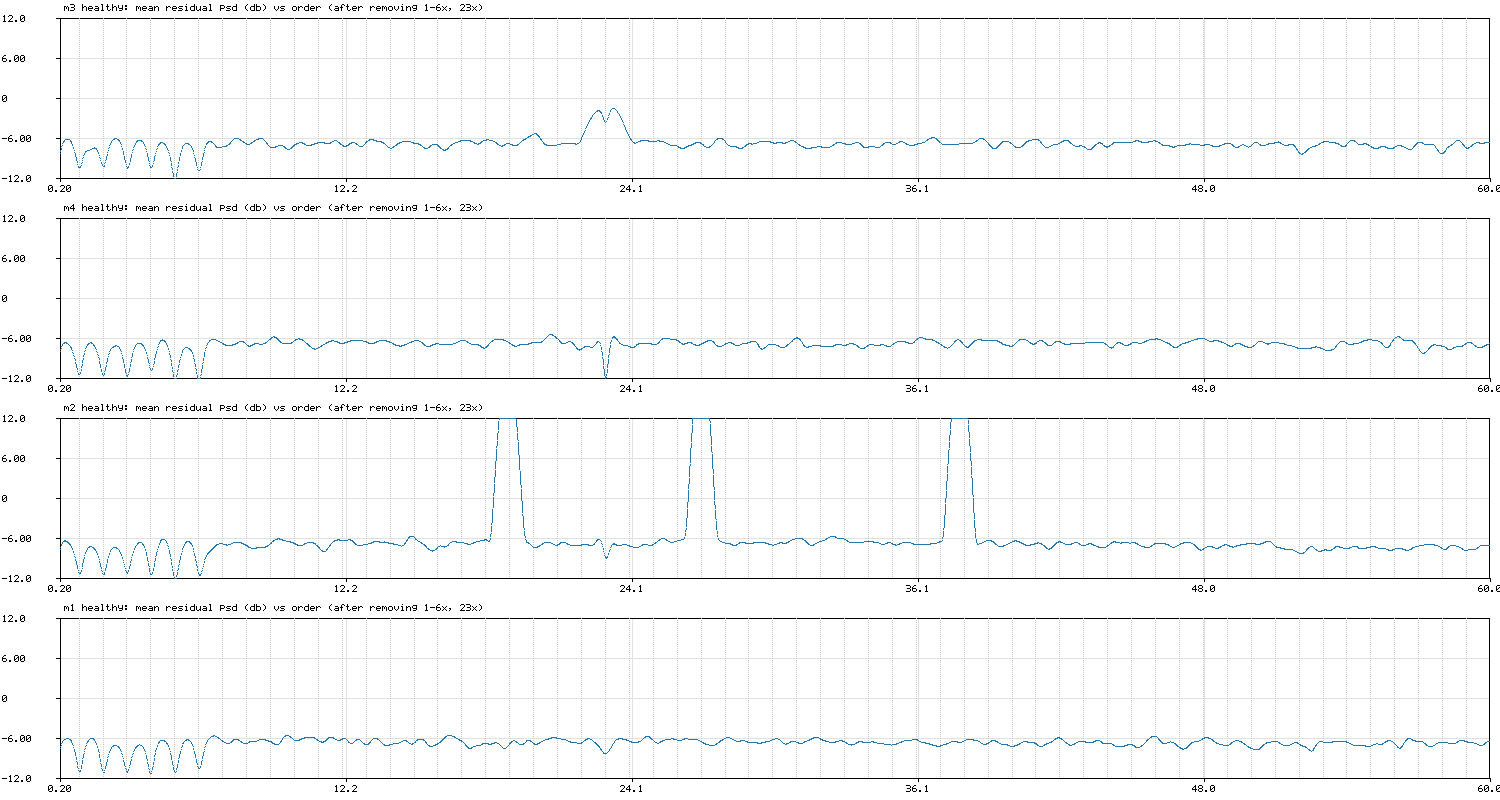 m3 healthy: mean residual Psd (db) vs order (after removing 1-6x, 23x)
12.0
6.00
0
-6.00
-12.0
0.20 12.2 24.1 36.1 48.0 60.0
m4 healthy: mean residual Psd (db) vs order (after removing 1-6x, 23x)
12.0
6.00
0
-6.00
-12.0
0.20 12.2 24.1 36.1 48.0 60.0
m2 healthy: mean residual Psd (db) vs order (after removing 1-6x, 23x)
12.0
6.00
0
-6.00
-12.0
0.20 12.2 24.1 36.1 48.0 60.0
m1 healthy: mean residual Psd (db) vs order (after removing 1-6x, 23x)
12.0
6.00
0
-6.00
-12.0
0.20 12.2 24.1 36.1 48.0 60.0